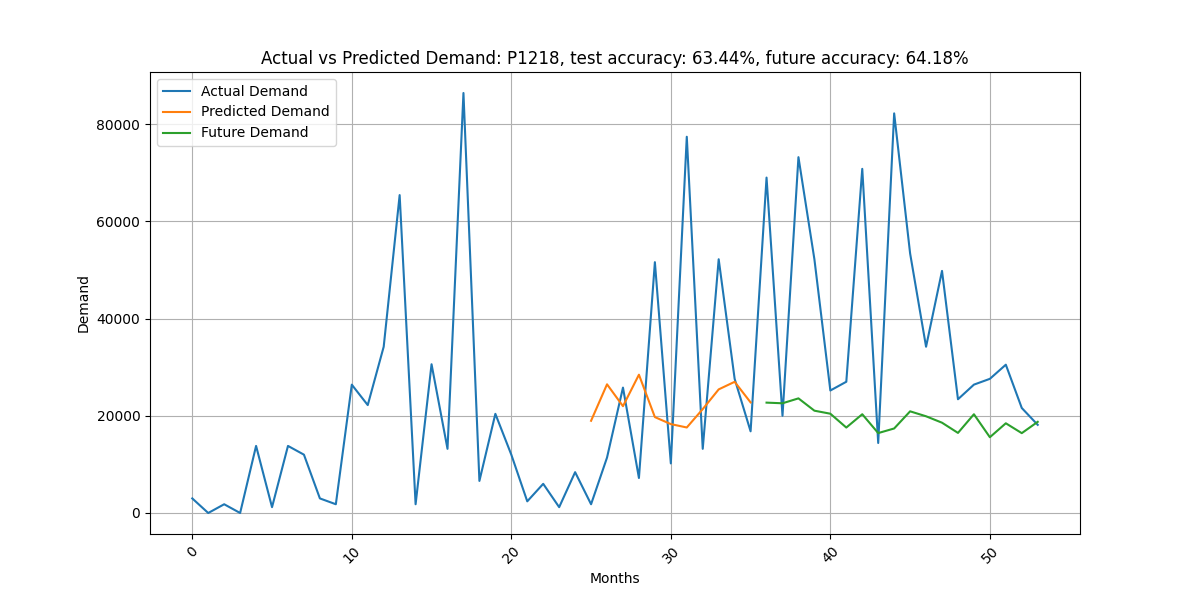 Actual vs Predicted Demand: P1218, test accuracy: 63.44%, future accuracy: 64.18%
Actual Demand
Predicted Demand
Future Demand
80000
60000
40000
20000
0
Demand
0 10 20 30 40 50
Months